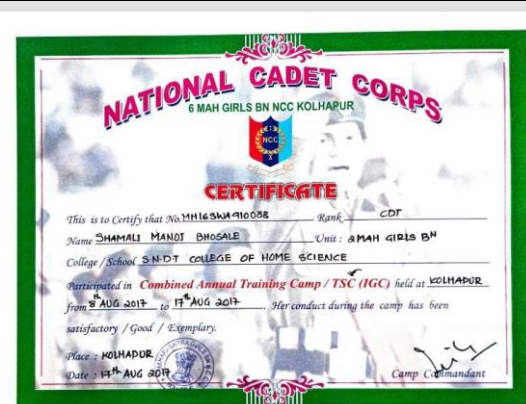 NATIONAL CADET CORPS
6 MAH GIRLS BN NCC KOLHAPUR
NCC
CERTIFICATE
This is to Certify that No. MH16SWA910038 Rank CDT
Name SHAMALI MANOJ BHOSALE Unit : 2 MAH GIRLS BN
College / School S.N.D.T COLLEGE OF HOME SCIENCE
Participated in Combined Annual Training Camp / TSC (IGC) held at KOLHAPUR
from 8th AUG 2017 to 17th AUG 2017. Her conduct during the camp has been
satisfactory / Good / Exemplary.
Place : KOLHAPUR
Date : 17th AUG 2017 Camp Commandant